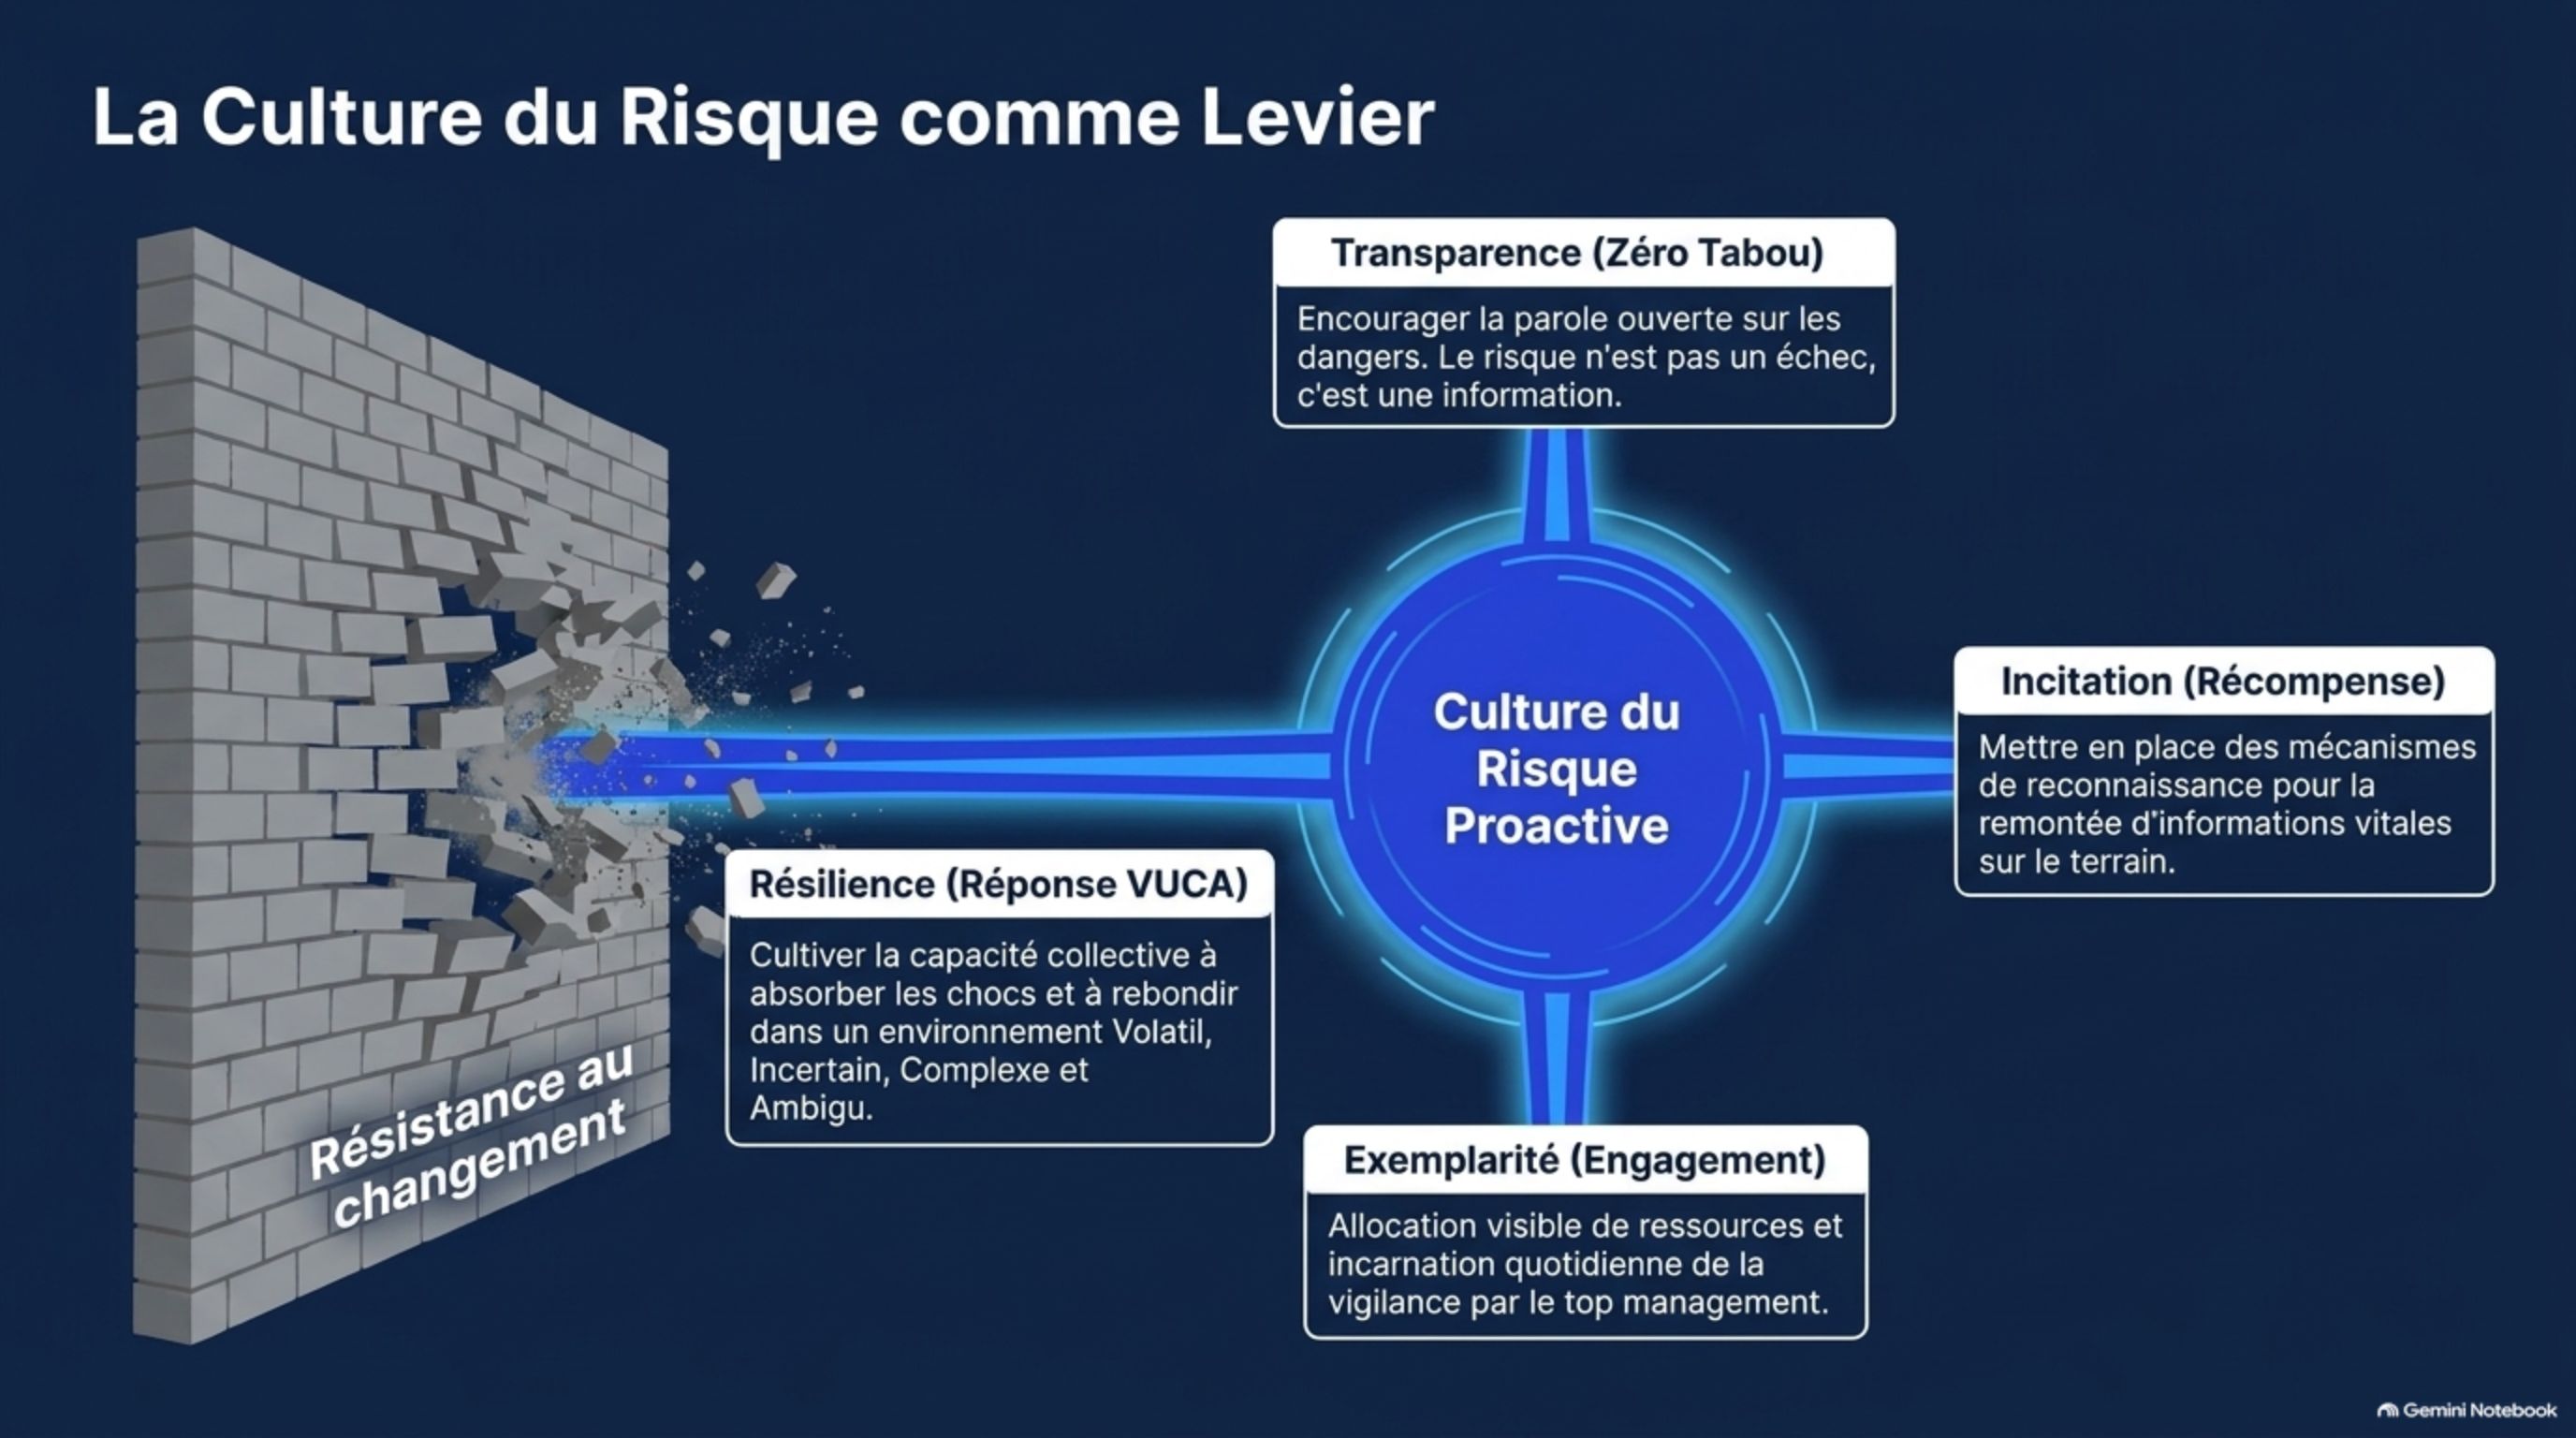 La Culture du Risque comme Levier
Transparence (Zéro Tabou)
Encourager la parole ouverte sur les
dangers. Le risque n'est pas un échec,
c'est une information.
Culture du
Risque
Proactive
Incitation (Récompense)
Mettre en place des mécanismes
de reconnaissance pour la
remontée d'informations vitales
sur le terrain.
Résilience (Réponse VUCA)
Cultiver la capacité collective à
absorber les chocs et à rebondir
dans un environnement Volatil,
Incertain, Complexe et
Ambigu.
Résistance au
changement
Exemplarité (Engagement)
Allocation visible de ressources et
incarnation quotidienne de la
vigilance par le top management.
Gemini Notebook